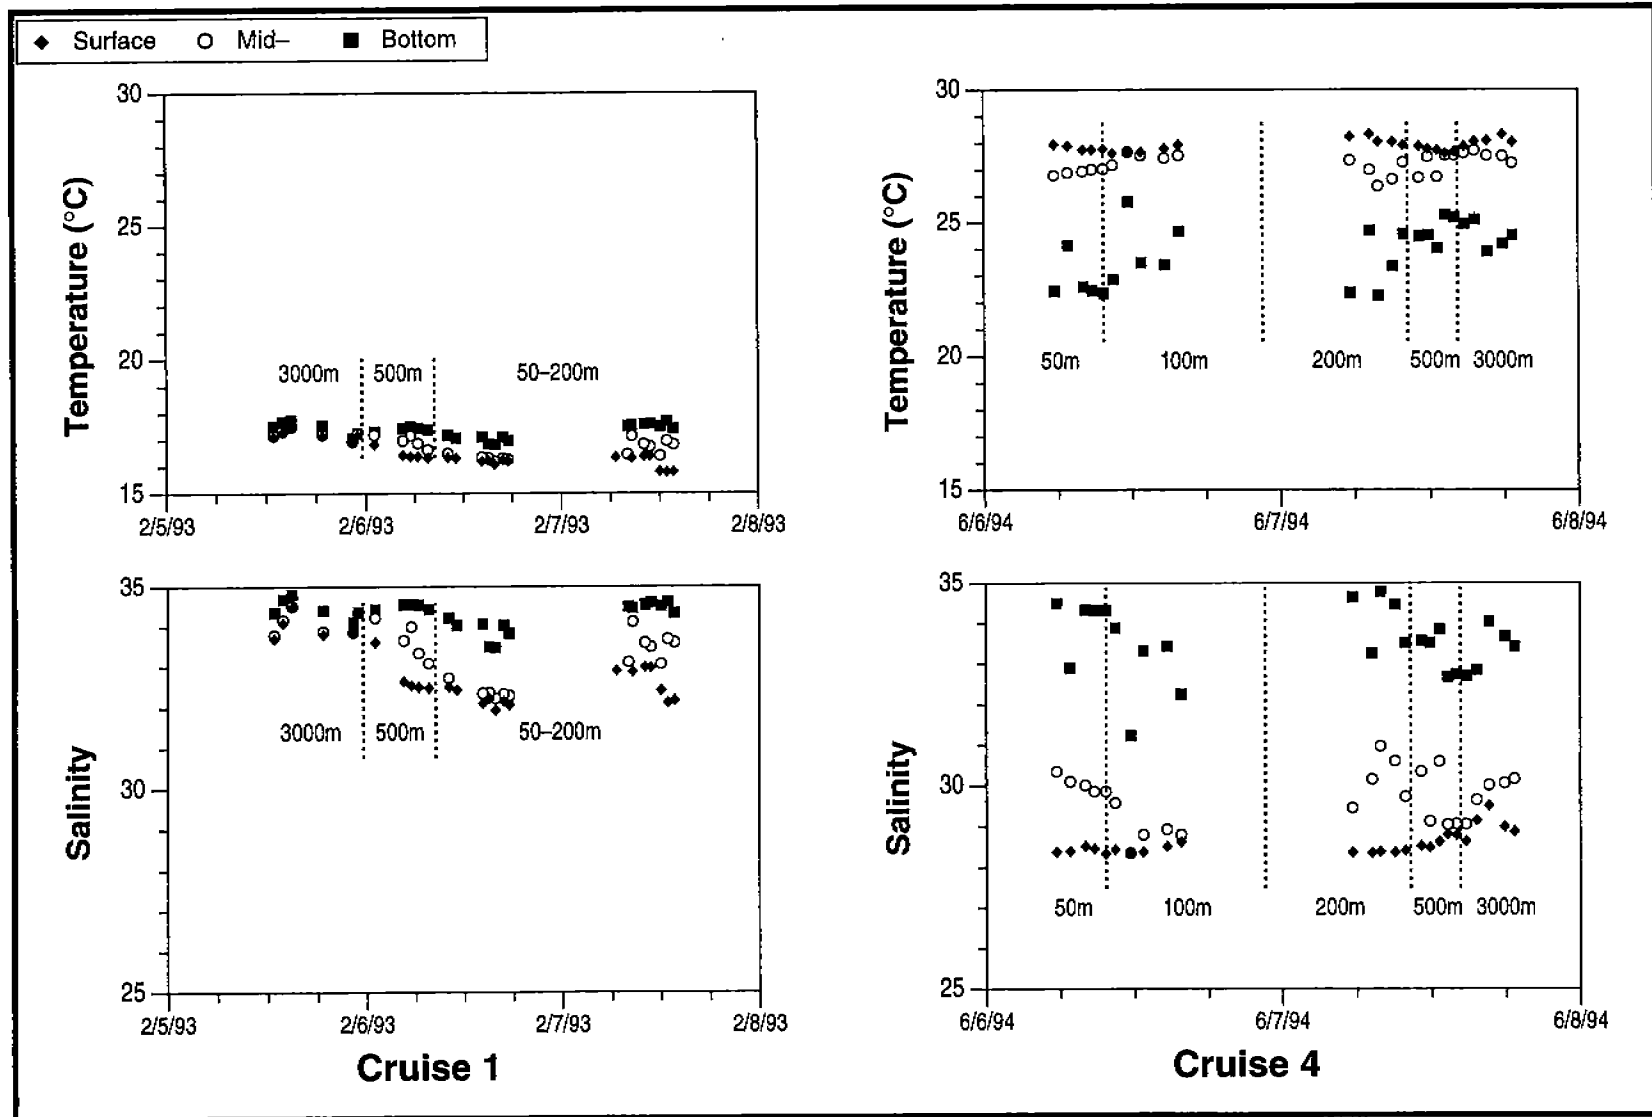 Surface Mid– Bottom
30
25
20
15
Temperature (°C)
3000m 500m 50–200m
2/5/93 2/6/93 2/7/93 2/8/93
30
25
20
15
Temperature (°C)
50m 100m 200m 500m 3000m
6/6/94 6/7/94 6/8/94
35
30
25
Salinity
3000m 500m 50–200m
2/5/93 2/6/93 2/7/93 2/8/93
Cruise 1
35
30
25
Salinity
50m 100m 200m 500m 3000m
6/6/94 6/7/94 6/8/94
Cruise 4